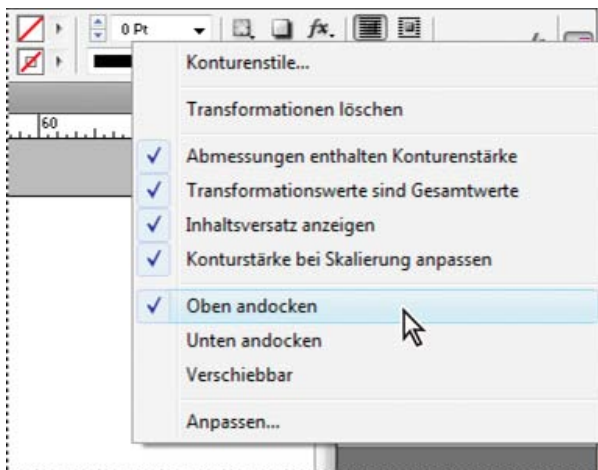 0 Pt
fx.
60
Konturenstile...
Transformationen löschen
Abmessungen enthalten Konturenstärke
Transformationswerte sind Gesamtwerte
Inhaltsversatz anzeigen
Konturstärke bei Skalierung anpassen
Oben andocken
Unten andocken
Verschiebbar
Anpassen...